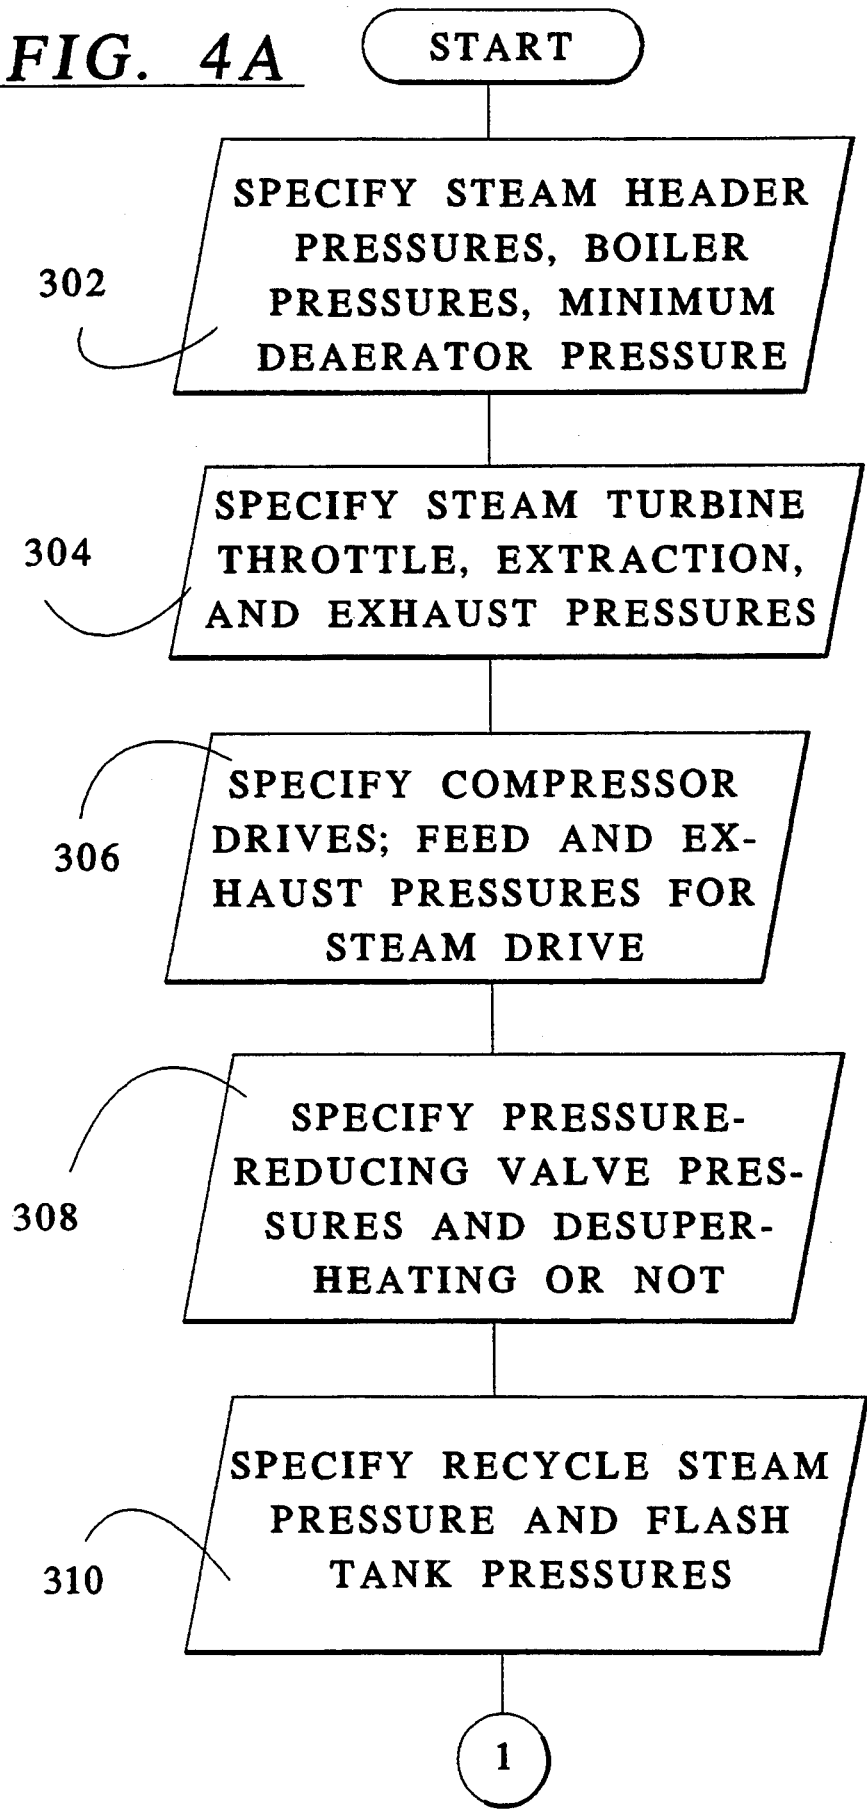 FIG. 4A
START
SPECIFY STEAM HEADER
PRESSURES, BOILER
PRESSURES, MINIMUM
DEAERATOR PRESSURE
302
SPECIFY STEAM TURBINE
THROTTLE, EXTRACTION,
AND EXHAUST PRESSURES
304
SPECIFY COMPRESSOR
DRIVES; FEED AND EX-
HAUST PRESSURES FOR
STEAM DRIVE
306
SPECIFY PRESSURE-
REDUCING VALVE PRES-
SURES AND DESUPER-
HEATING OR NOT
308
SPECIFY RECYCLE STEAM
PRESSURE AND FLASH
TANK PRESSURES
310
1